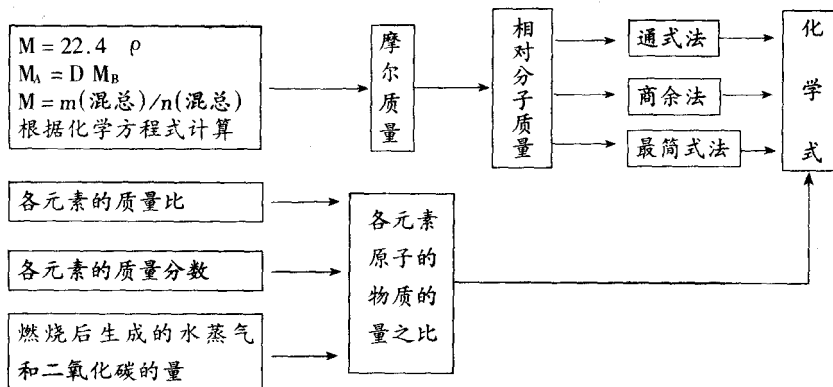 M = 22.4 ρ
M_A = D M_B
M = m(混总)/n(混总)
根据化学方程式计算
摩尔质量
相对分子质量
通式法
商余法
最简式法
化学式
各元素的质量比
各元素的质量分数
燃烧后生成的水蒸气
和二氧化碳的量
各元素
原子的
物质的
量之比